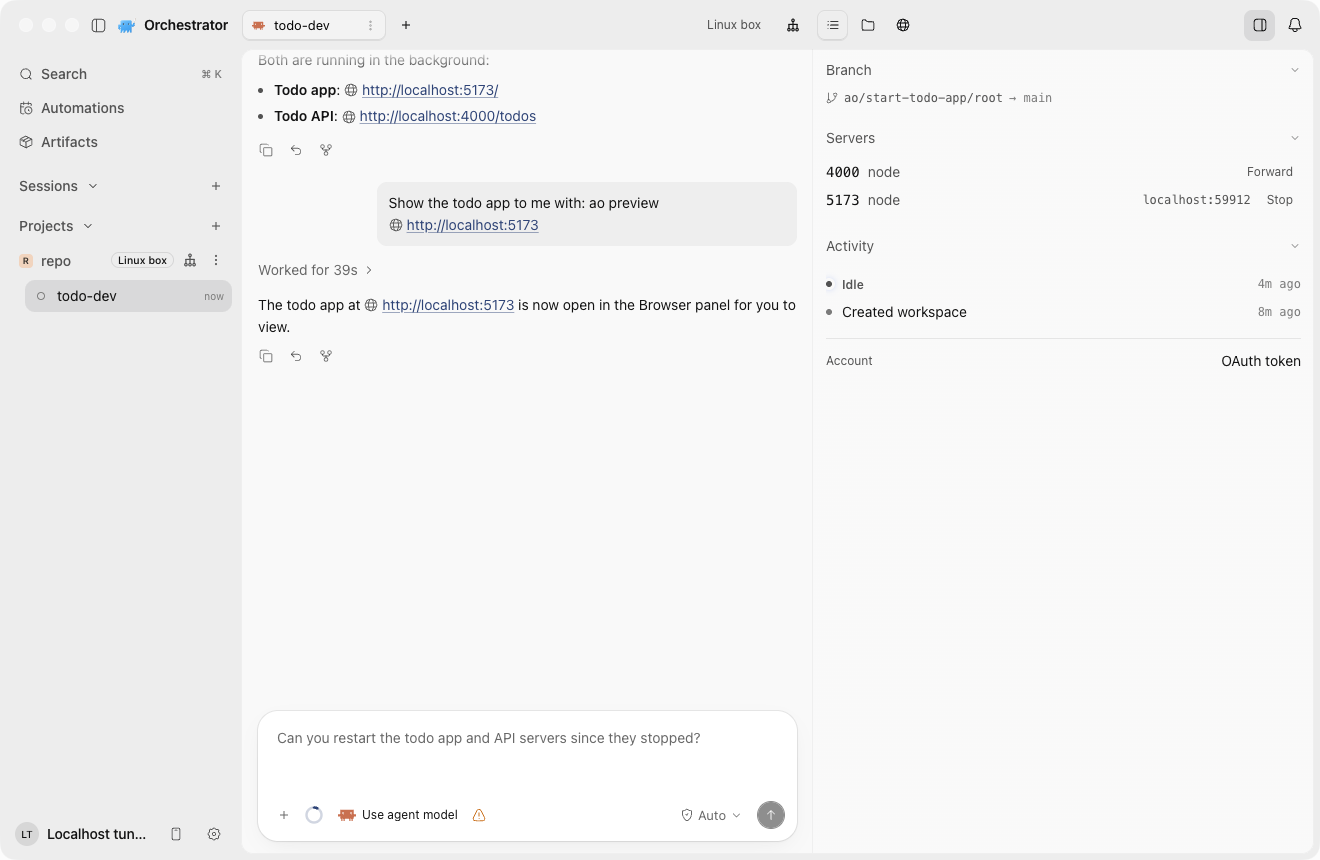 Orchestrator
todo-dev
Linux box
Search ⌘ K
Automations
Artifacts
Sessions
Projects
R repo Linux box
todo-dev now
LT Localhost tun...
Both are running in the background:
• Todo app: http://localhost:5173/
• Todo API: http://localhost:4000/todos
Show the todo app to me with: ao preview
http://localhost:5173
Worked for 39s
The todo app at http://localhost:5173 is now open in the Browser panel for you to
view.
Can you restart the todo app and API servers since they stopped?
Use agent model
Auto
Branch
ao/start-todo-app/root → main
Servers
4000 node Forward
5173 node localhost:59912 Stop
Activity
Idle 4m ago
Created workspace 8m ago
Account OAuth token